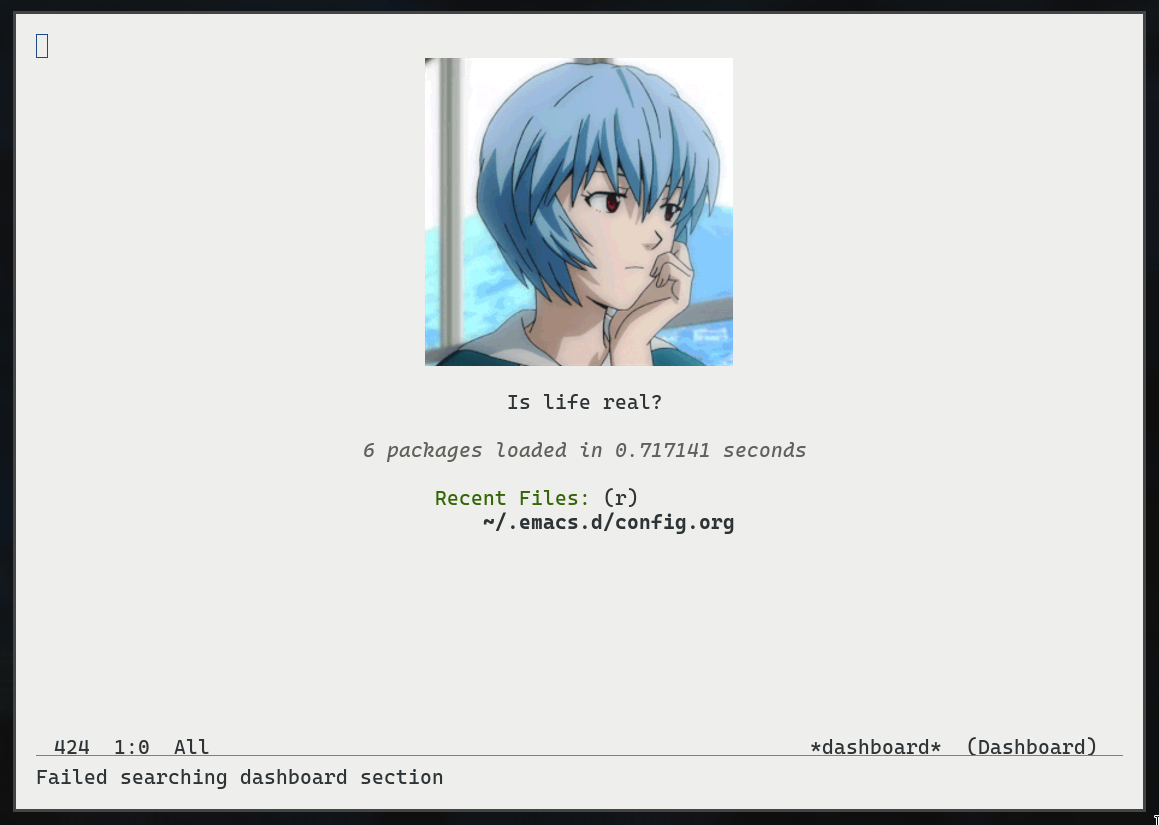 Is life real?
6 packages loaded in 0.717141 seconds
Recent Files: (r)
~/.emacs.d/config.org
424 1:0 All *dashboard* (Dashboard)
Failed searching dashboard section